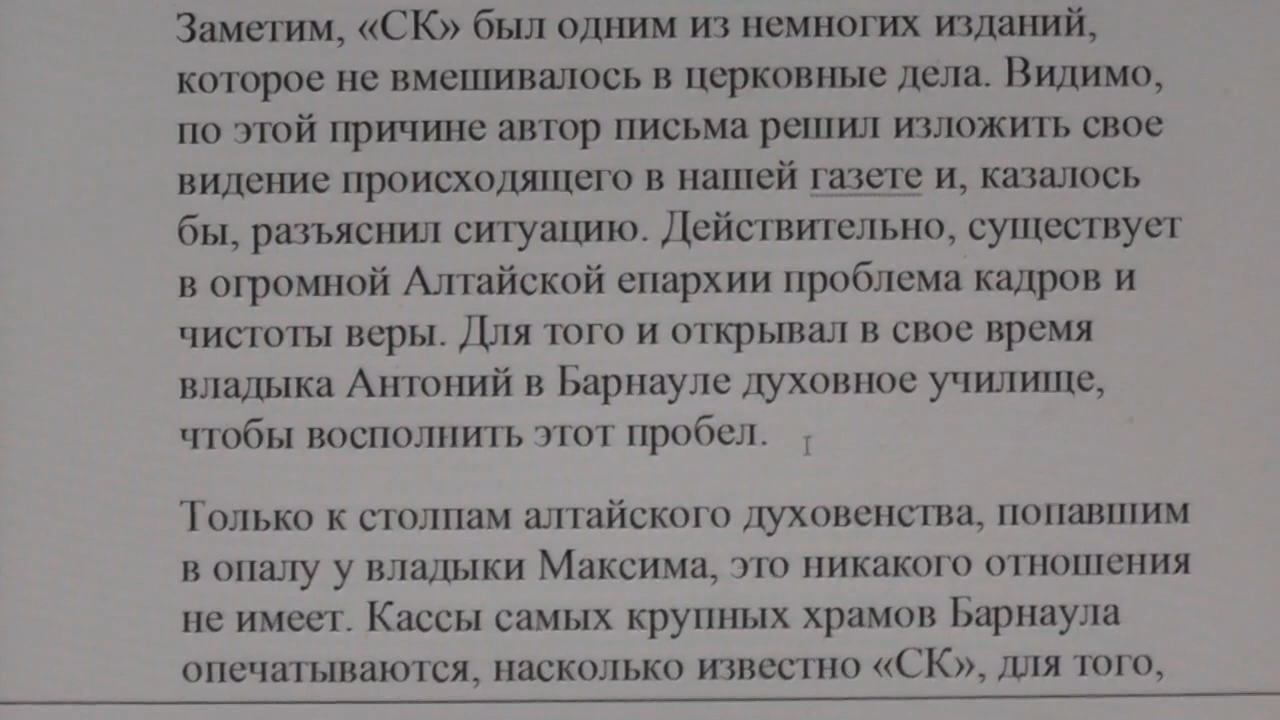 Заметим, «СК» был одним из немногих изданий,
которое не вмешивалось в церковные дела. Видимо,
по этой причине автор письма решил изложить свое
видение происходящего в нашей газете и, казалось
бы, разъяснил ситуацию. Действительно, существует
в огромной Алтайской епархии проблема кадров и
чистоты веры. Для того и открывал в свое время
владыка Антоний в Барнауле духовное училище,
чтобы восполнить этот пробел.
Только к столпам алтайского духовенства, попавшим
в опалу у владыки Максима, это никакого отношения
не имеет. Кассы самых крупных храмов Барнаула
опечатываются, насколько известно «СК», для того,